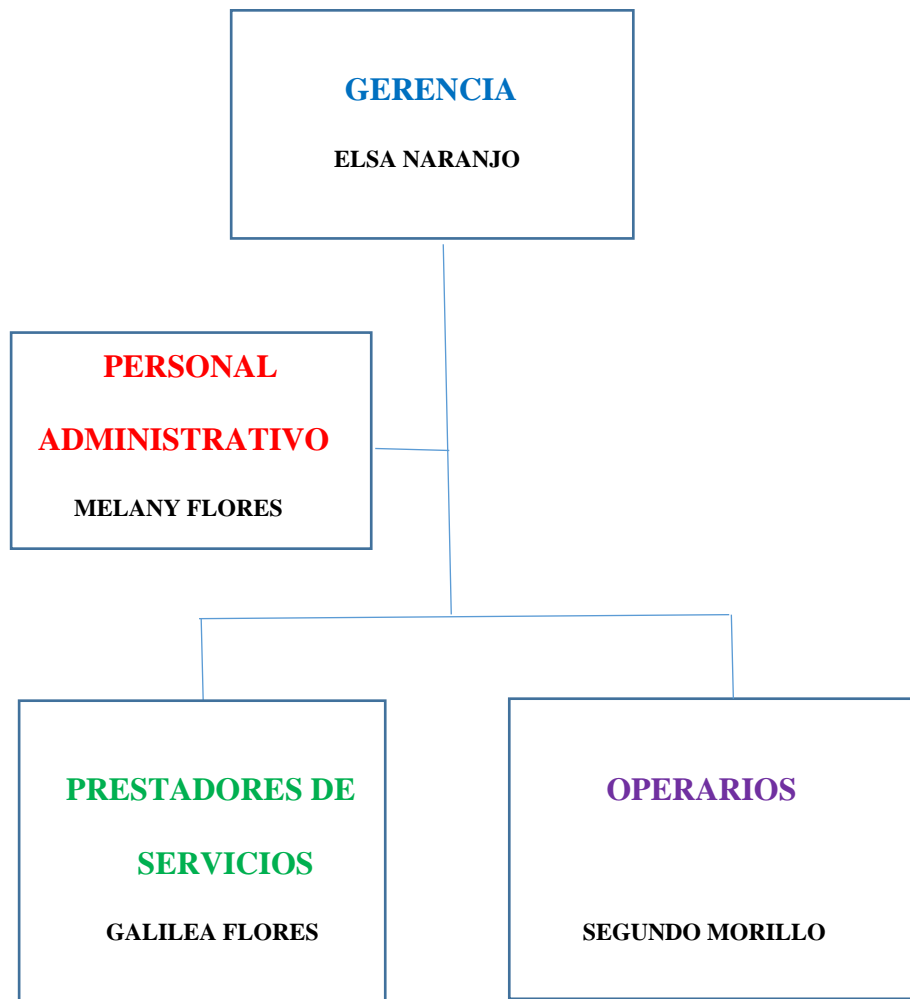 GERENCIA
ELSA NARANJO
PERSONAL
ADMINISTRATIVO
MELANY FLORES
PRESTADORES DE
SERVICIOS
GALILEA FLORES
OPERARIOS
SEGUNDO MORILLO